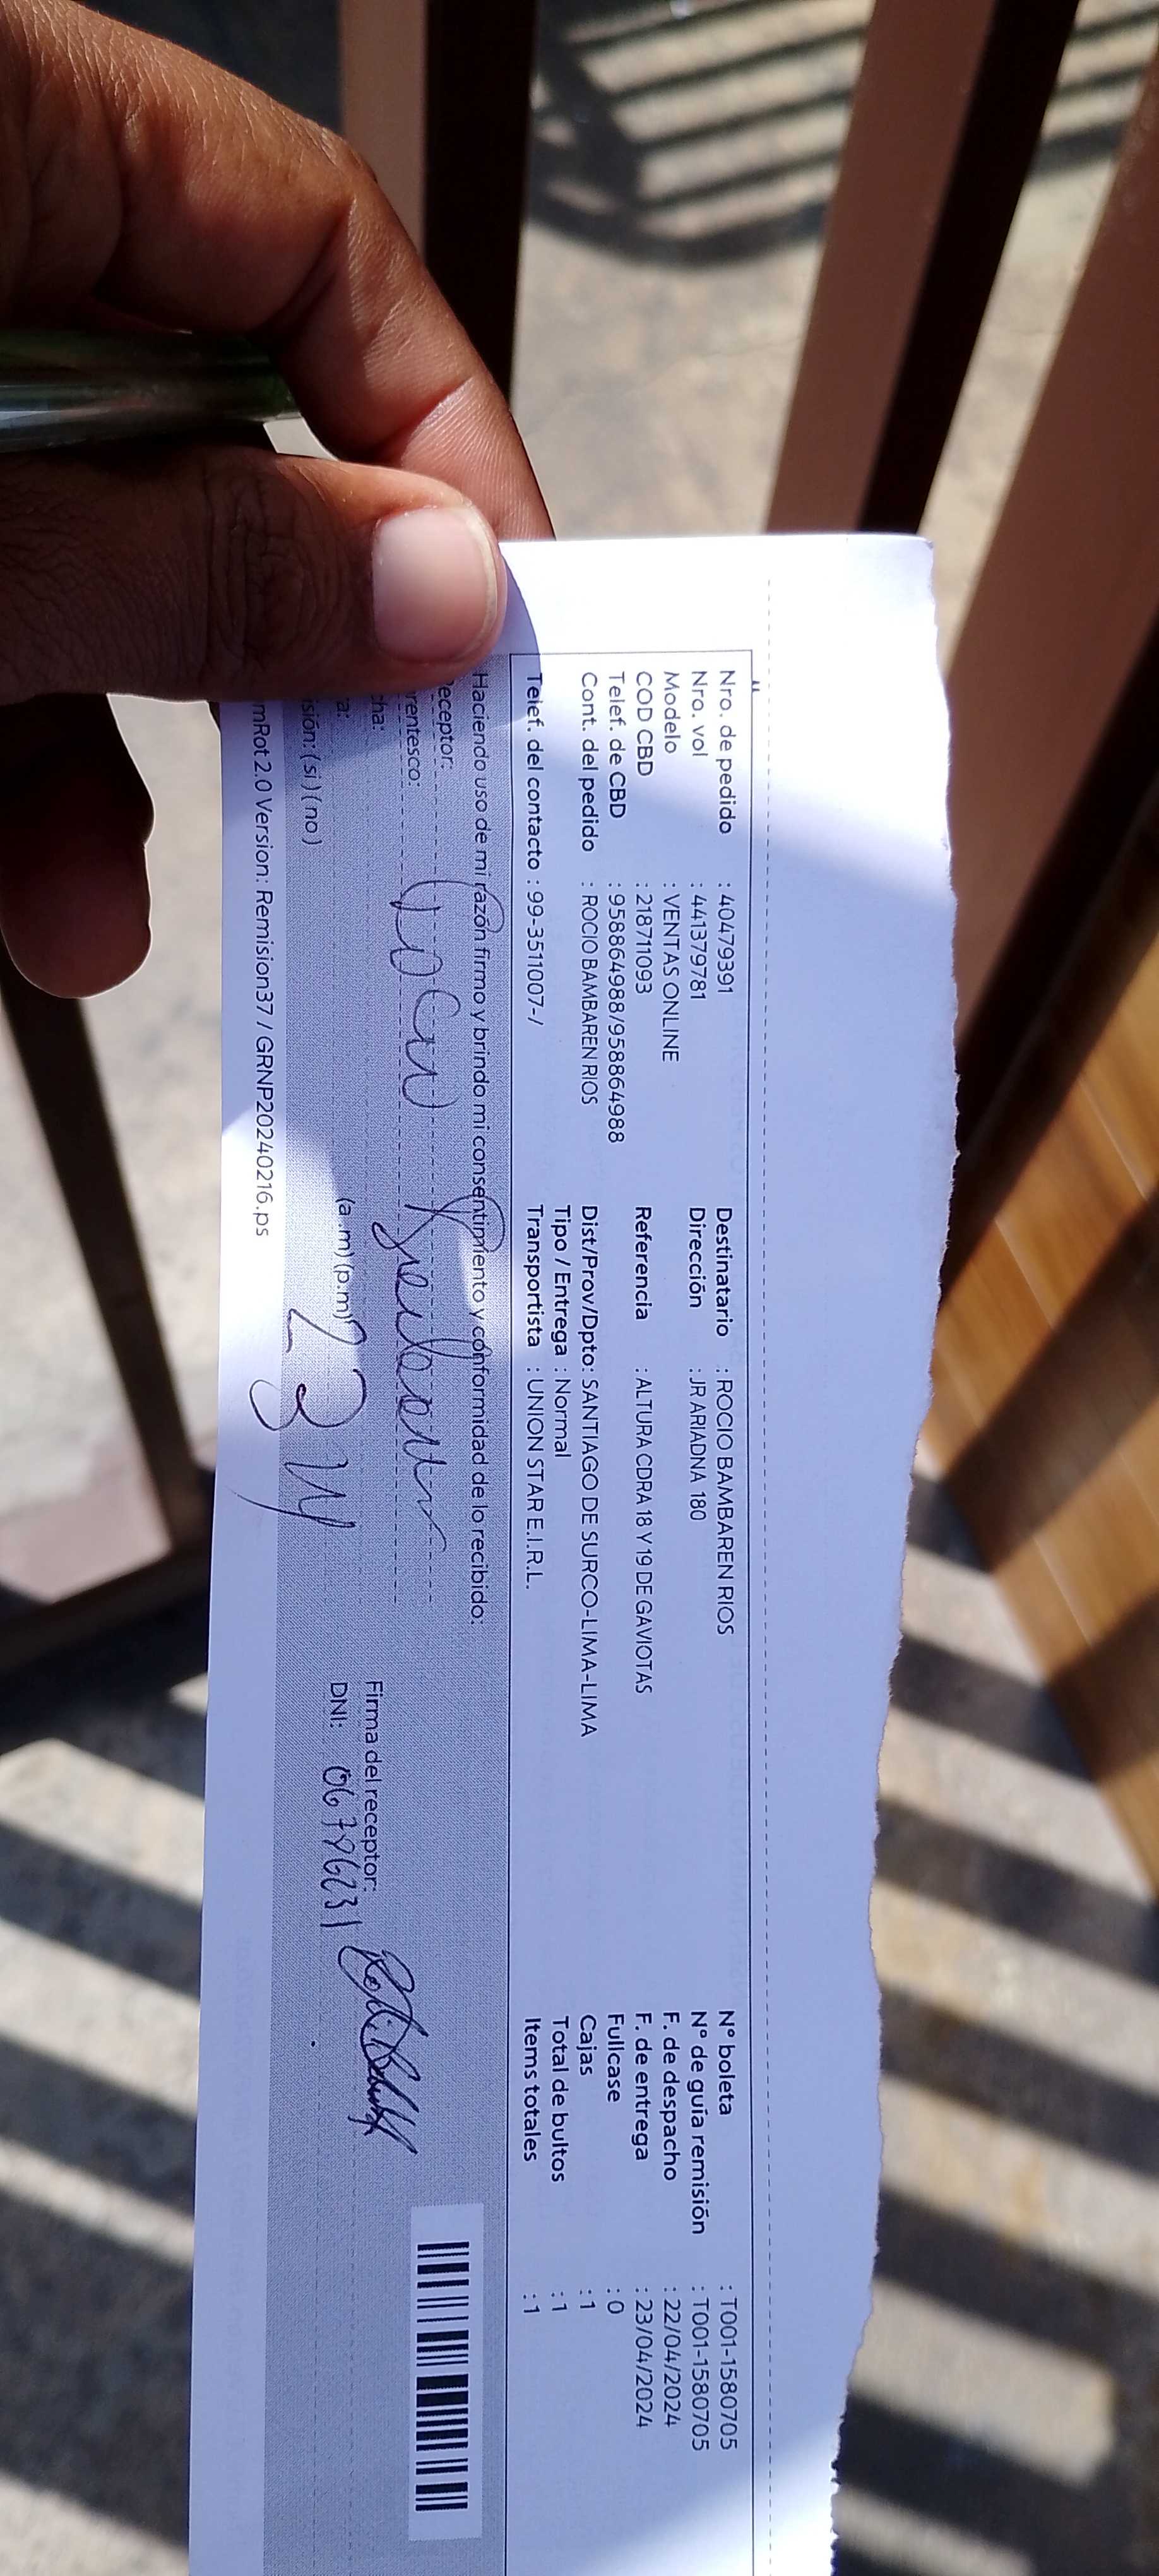 Nro. de pedido : 40479391
Nro. vol : 441379781
Modelo : VENTAS ONLINE
COD CBD : 218711093
Telef. de CBD : 958864988/958864988
Cont. del pedido : ROCIO BAMBAREN RIOS
Telef. del contacto : 99-3511007-/
Destinatario : ROCIO BAMBAREN RIOS
Dirección : JR ARIADNA 180
Referencia : ALTURA CDRA 18 Y 19 DE GAVIOTAS
Dist/Prov/Dpto: SANTIAGO DE SURCO-LIMA-LIMA
Tipo / Entrega : Normal
Transportista : UNION STAR E.I.R.L.
N° boleta : T001-1580705
N° de guía remisión : T001-1580705
F. de despacho : 22/04/2024
F. de entrega : 23/04/2024
Fullcase : 0
Cajas : 1
Total de bultos : 1
Items totales : 1
Haciendo uso de mi razón firmo y brindo mi consentimiento y conformidad de lo recibido:
eceptor:
rentesco:
cha:
ra: (a.m) (p.m) 23
sión: ( si ) ( no )
Firma del receptor:
DNI:
mRot 2.0 Version: Remision37 / GRNP20240216.ps